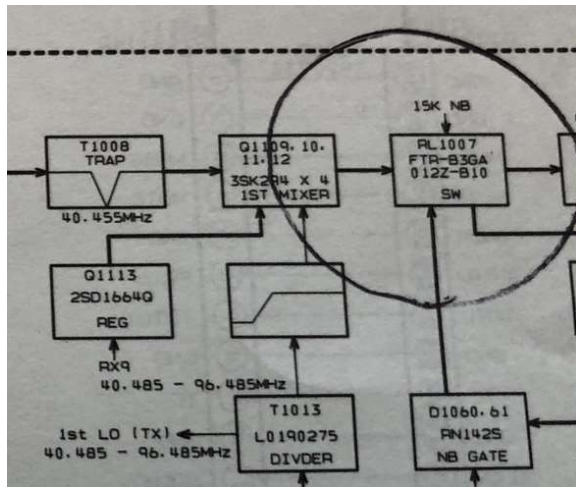 15K NB
T1008
TRAP
40.455MHz
Q1109.10.
11.12
3SK294 X 4
1ST MIXER
RL1007
FTR-B3GA
012Z-B10
SW
Q1113
2SD1664Q
REG
RX9
40.485 - 96.485MHz
1st LO (TX)
40.485 - 96.485MHz
T1013
L0190275
DIVDER
D1060.61
RN142S
NB GATE